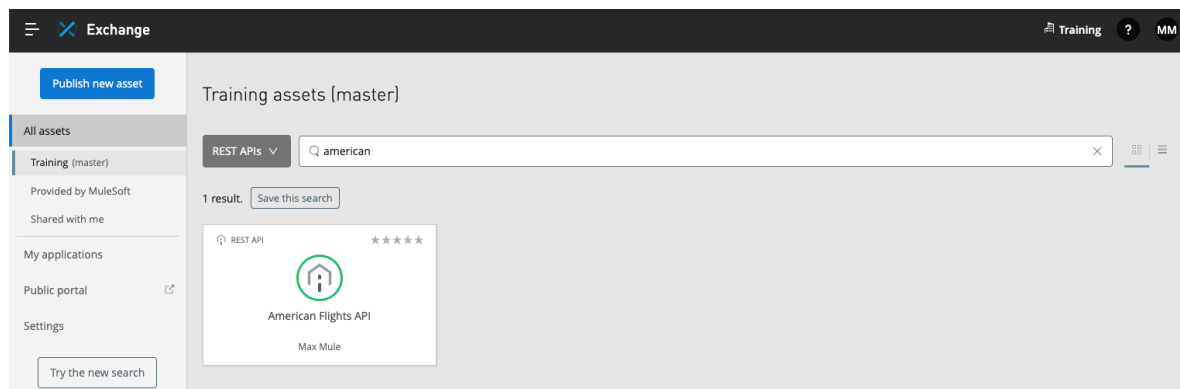 Exchange
Training ? MM
Publish new asset
All assets
Training (master)
Provided by MuleSoft
Shared with me
My applications
Public portal
Settings
Try the new search
Training assets (master)
REST APIs american
1 result. Save this search
REST API
American Flights API
Max Mule